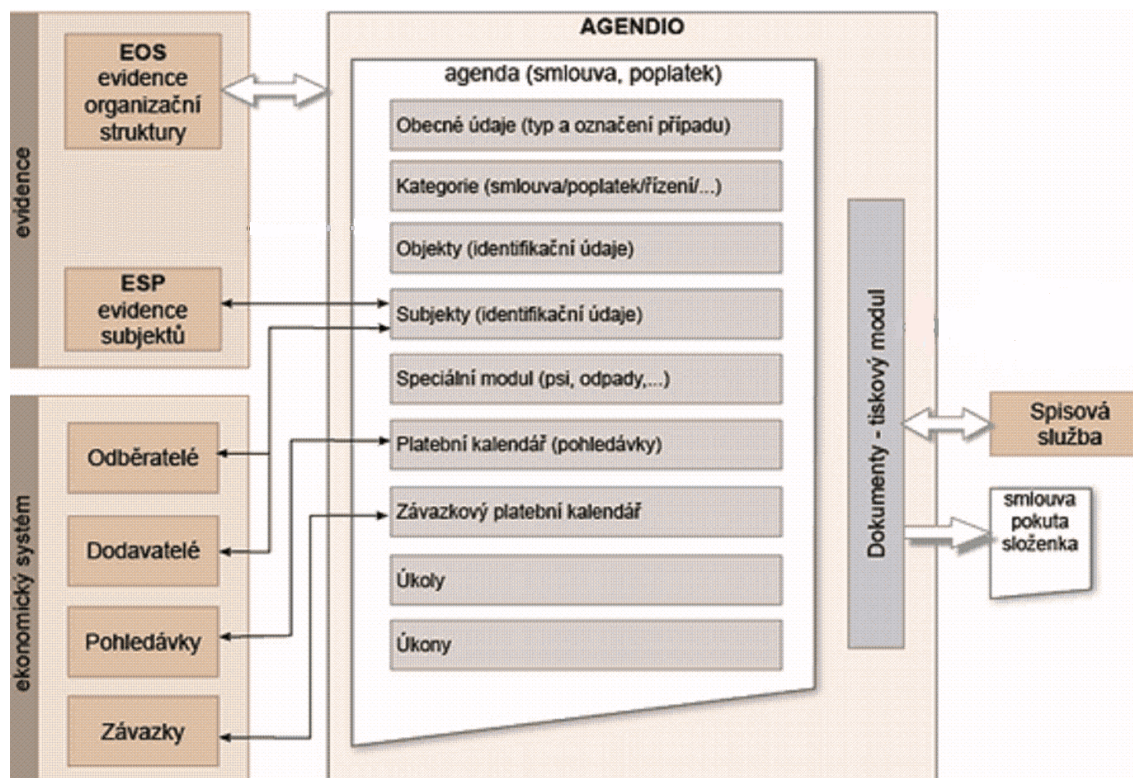 evidence
EOS
evidence
organizační
struktury
ESP
evidence
subjektů
ekonomický systém
Odběratelé
Dodavatelé
Pohledávky
Závazky
AGENDIO
agenda (smlouva, poplatek)
Obecné údaje (typ a označení případu)
Kategorie (smlouva/poplatek/řízení/...)
Objekty (identifikační údaje)
Subjekty (identifikační údaje)
Speciální modul (psi, odpady,...)
Platební kalendář (pohledávky)
Závazkový platební kalendář
Úkoly
Úkony
Dokumenty - tiskový modul
Spisová
služba
smlouva
pokuta
složenka